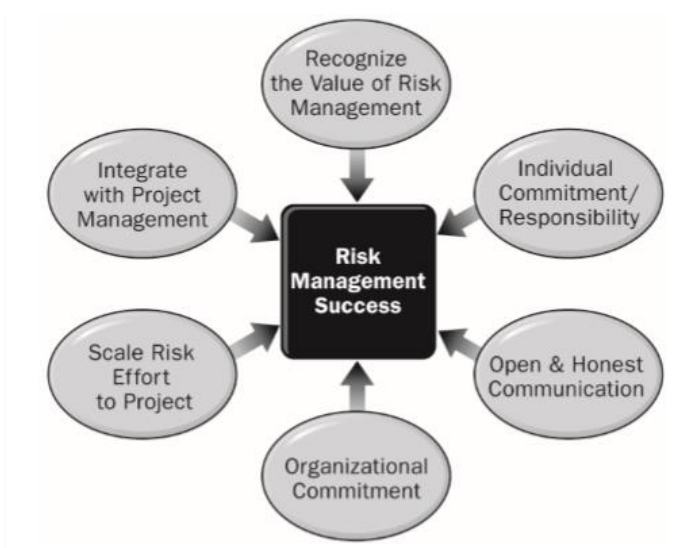 Recognize
the Value of Risk
Management
Integrate
with Project
Management
Individual
Commitment/
Responsibility
Risk
Management
Success
Scale Risk
Effort
to Project
Open & Honest
Communication
Organizational
Commitment